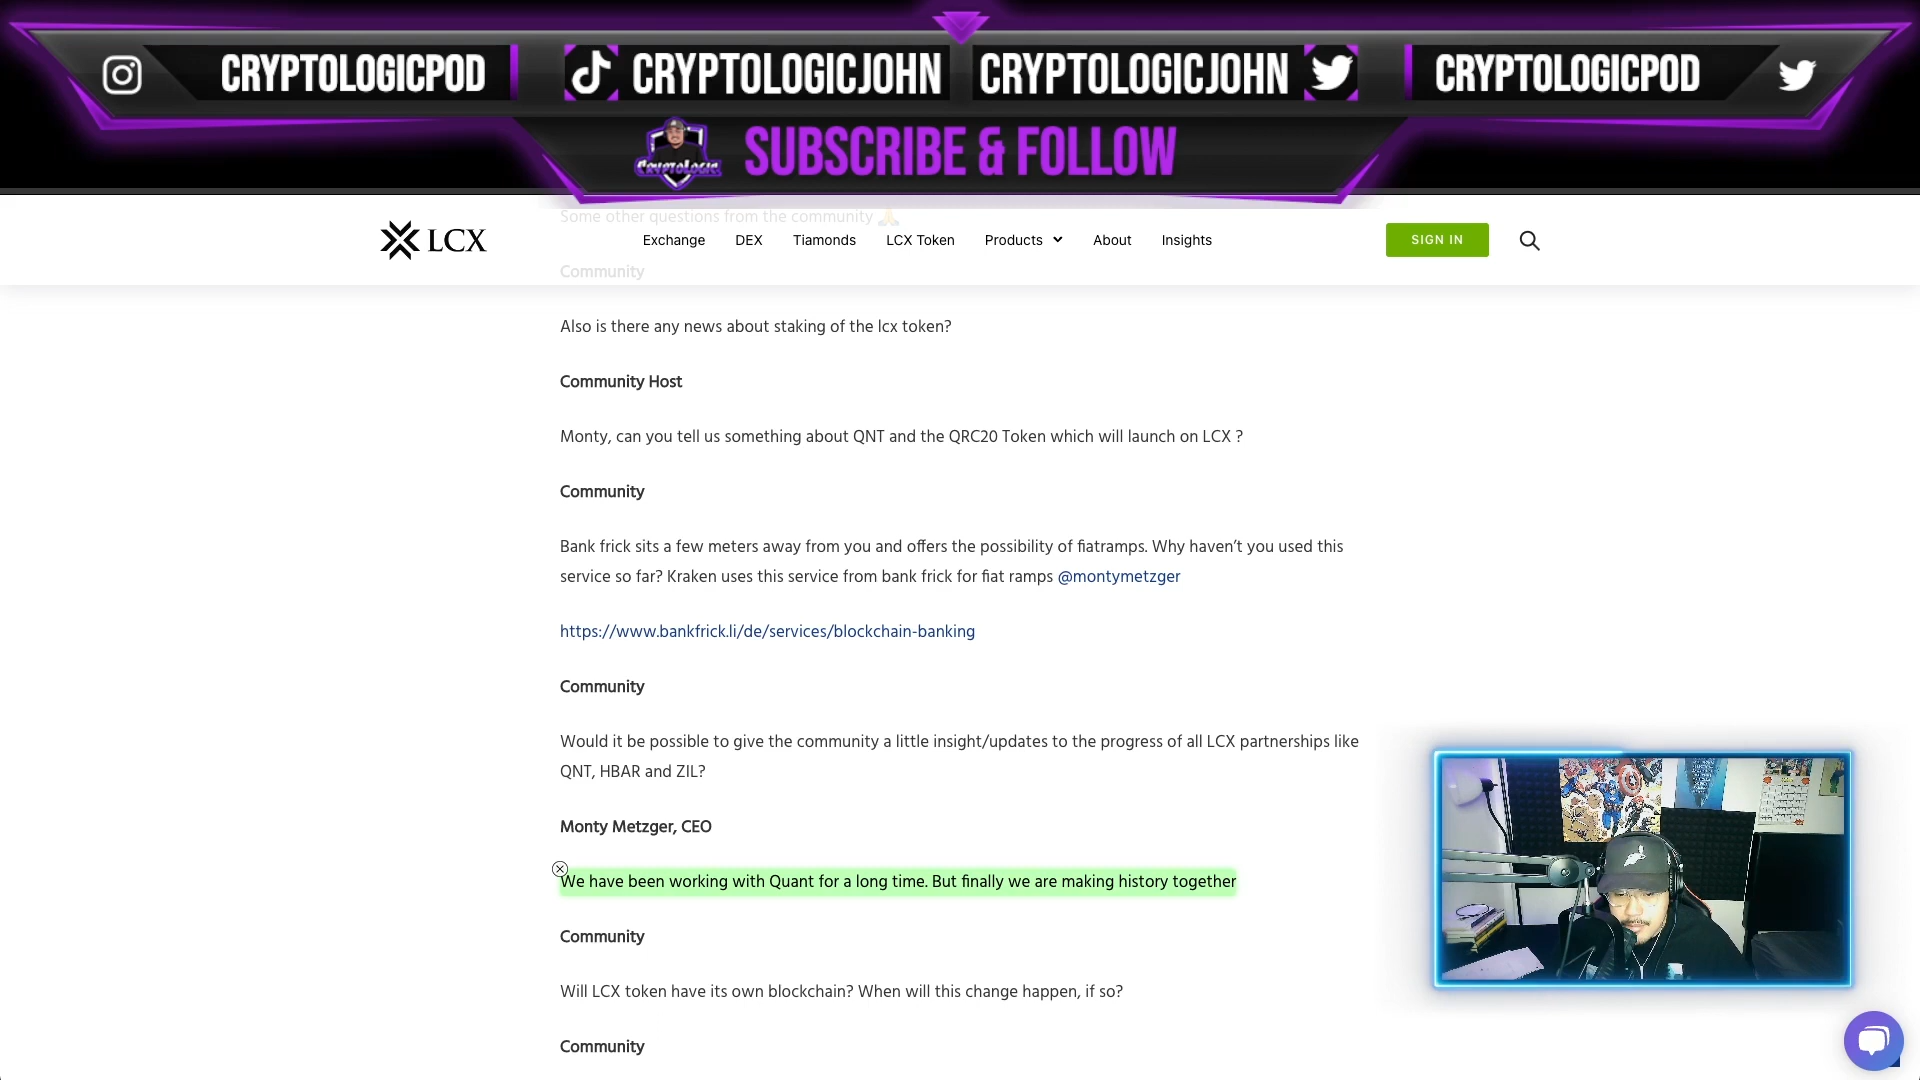 CRYPTOLOGICPOD
CRYPTOLOGICJOHN
CRYPTOLOGICJOHN
CRYPTOLOGICPOD
CRYPTOLOGIC
SUBSCRIBE & FOLLOW
Some other questions from the community 🙏
LCX
Exchange
DEX
Tiamonds
LCX Token
Products
About
Insights
SIGN IN
Community
Also is there any news about staking of the lcx token?
Community Host
Monty, can you tell us something about QNT and the QRC20 Token which will launch on LCX ?
Community
Bank frick sits a few meters away from you and offers the possibility of fiatramps. Why haven’t you used this
service so far? Kraken uses this service from bank frick for fiat ramps @montymetzger
https://www.bankfrick.li/de/services/blockchain-banking
Community
Would it be possible to give the community a little insight/updates to the progress of all LCX partnerships like
QNT, HBAR and ZIL?
Monty Metzger, CEO
We have been working with Quant for a long time. But finally we are making history together
Community
Will LCX token have its own blockchain? When will this change happen, if so?
Community